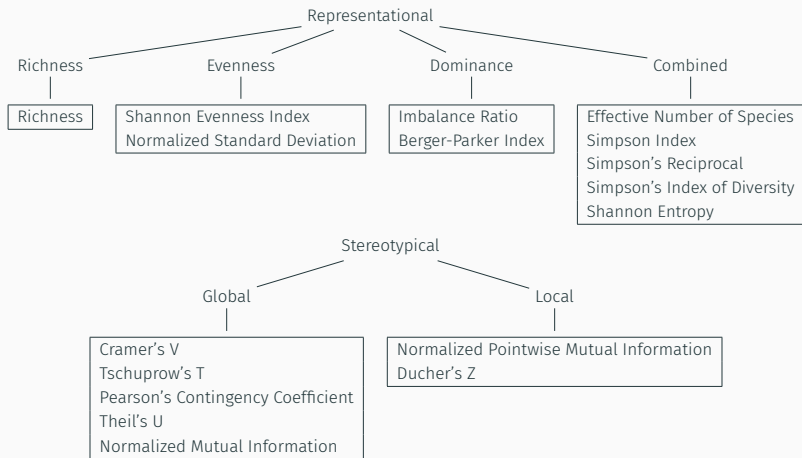 Representational
Richness Evenness Dominance Combined
Richness
Shannon Evenness Index
Normalized Standard Deviation
Imbalance Ratio
Berger-Parker Index
Effective Number of Species
Simpson Index
Simpson's Reciprocal
Simpson's Index of Diversity
Shannon Entropy
Stereotypical
Global Local
Cramer's V
Tschuprow's T
Pearson's Contingency Coefficient
Theil's U
Normalized Mutual Information
Normalized Pointwise Mutual Information
Ducher's Z